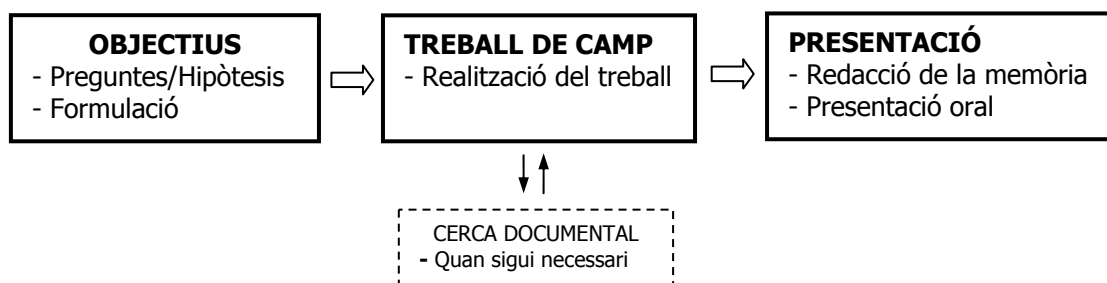 OBJECTIUS
- Preguntes/Hipòtesis
- Formulació
TREBALL DE CAMP
- Realització del treball
PRESENTACIÓ
- Redacció de la memòria
- Presentació oral
CERCA DOCUMENTAL
- Quan sigui necessari